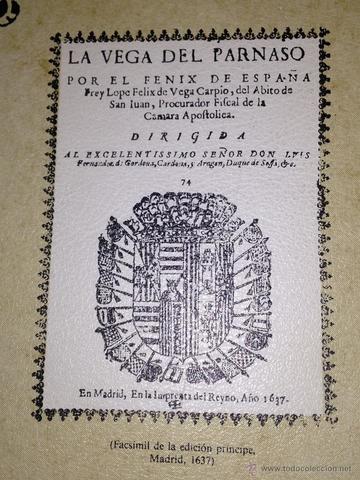 LA VEGA DEL PARNASO
POR EL FENIX DE ESPAÑA
Frey Lope Felix de Vega Carpio, del Abito de
San Iuan, Procurador Fiscal de la
Camara Apostolica.
DIRIGIDA
AL EXCELENTISSIMO SEÑOR DON LVIS
Fernandez de Cordoua, Cardona, y Aragon, Duque de Sessa, &c.
74
En Madrid, En la Imprenta del Reyno, Año 1637.
(Facsimil de la edición príncipe,
Madrid, 1637)
© www.todocoleccion.net